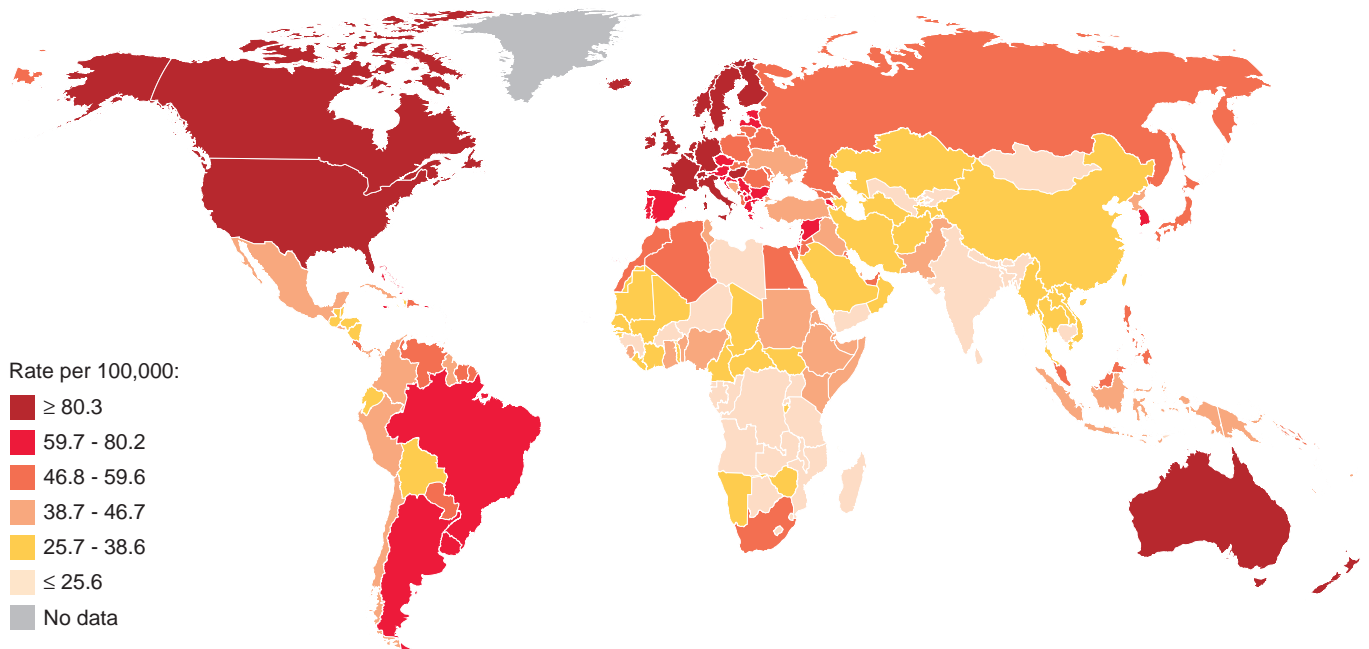 Rate per 100,000:
≥ 80.3
59.7 - 80.2
46.8 - 59.6
38.7 - 46.7
25.7 - 38.6
≤ 25.6
No data